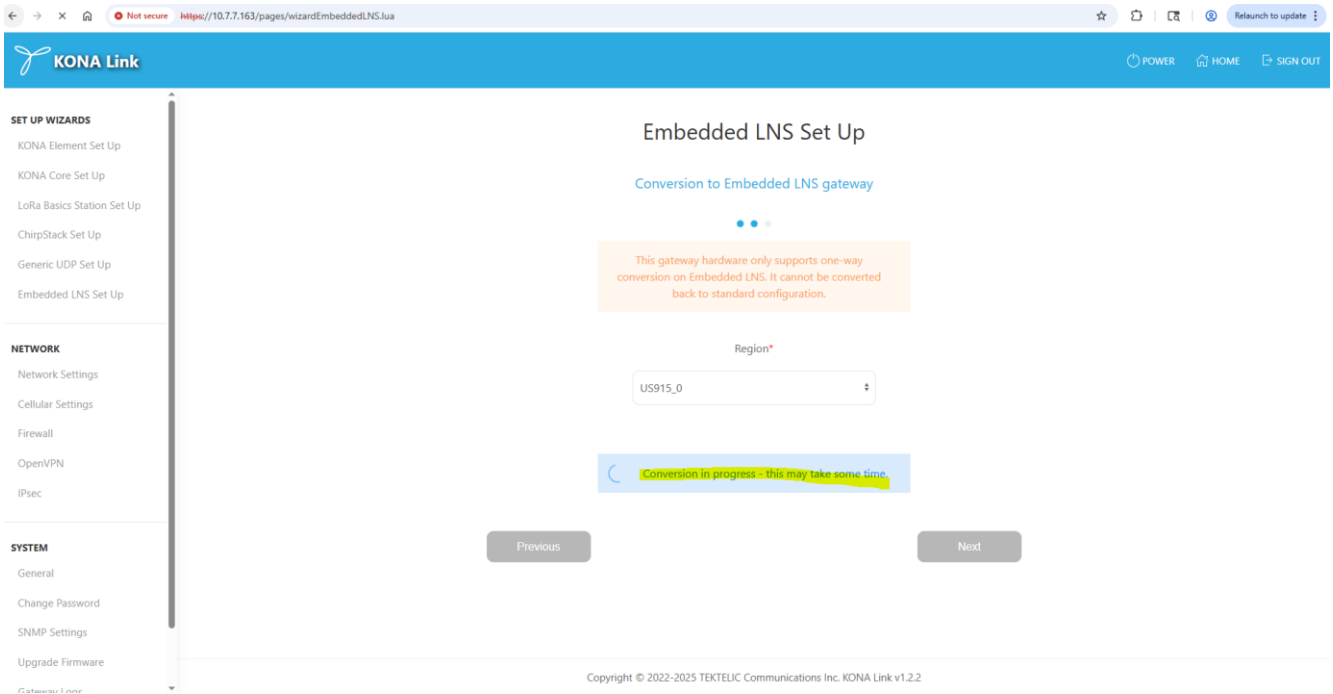 Not secure
https://10.7.7.163/pages/wizardEmbeddedLNS.lua
Relaunch to update
KONA Link
POWER
HOME
SIGN OUT
SET UP WIZARDS
KONA Element Set Up
KONA Core Set Up
LoRa Basics Station Set Up
ChirpStack Set Up
Generic UDP Set Up
Embedded LNS Set Up
NETWORK
Network Settings
Cellular Settings
Firewall
OpenVPN
IPsec
SYSTEM
General
Change Password
SNMP Settings
Upgrade Firmware
Gateway Logs
Embedded LNS Set Up
Conversion to Embedded LNS gateway
This gateway hardware only supports one-way
conversion on Embedded LNS. It cannot be converted
back to standard configuration.
Region*
US915_0
Conversion in progress - this may take some time.
Previous
Next
Copyright © 2022-2025 TEKTELIC Communications Inc. KONA Link v1.2.2